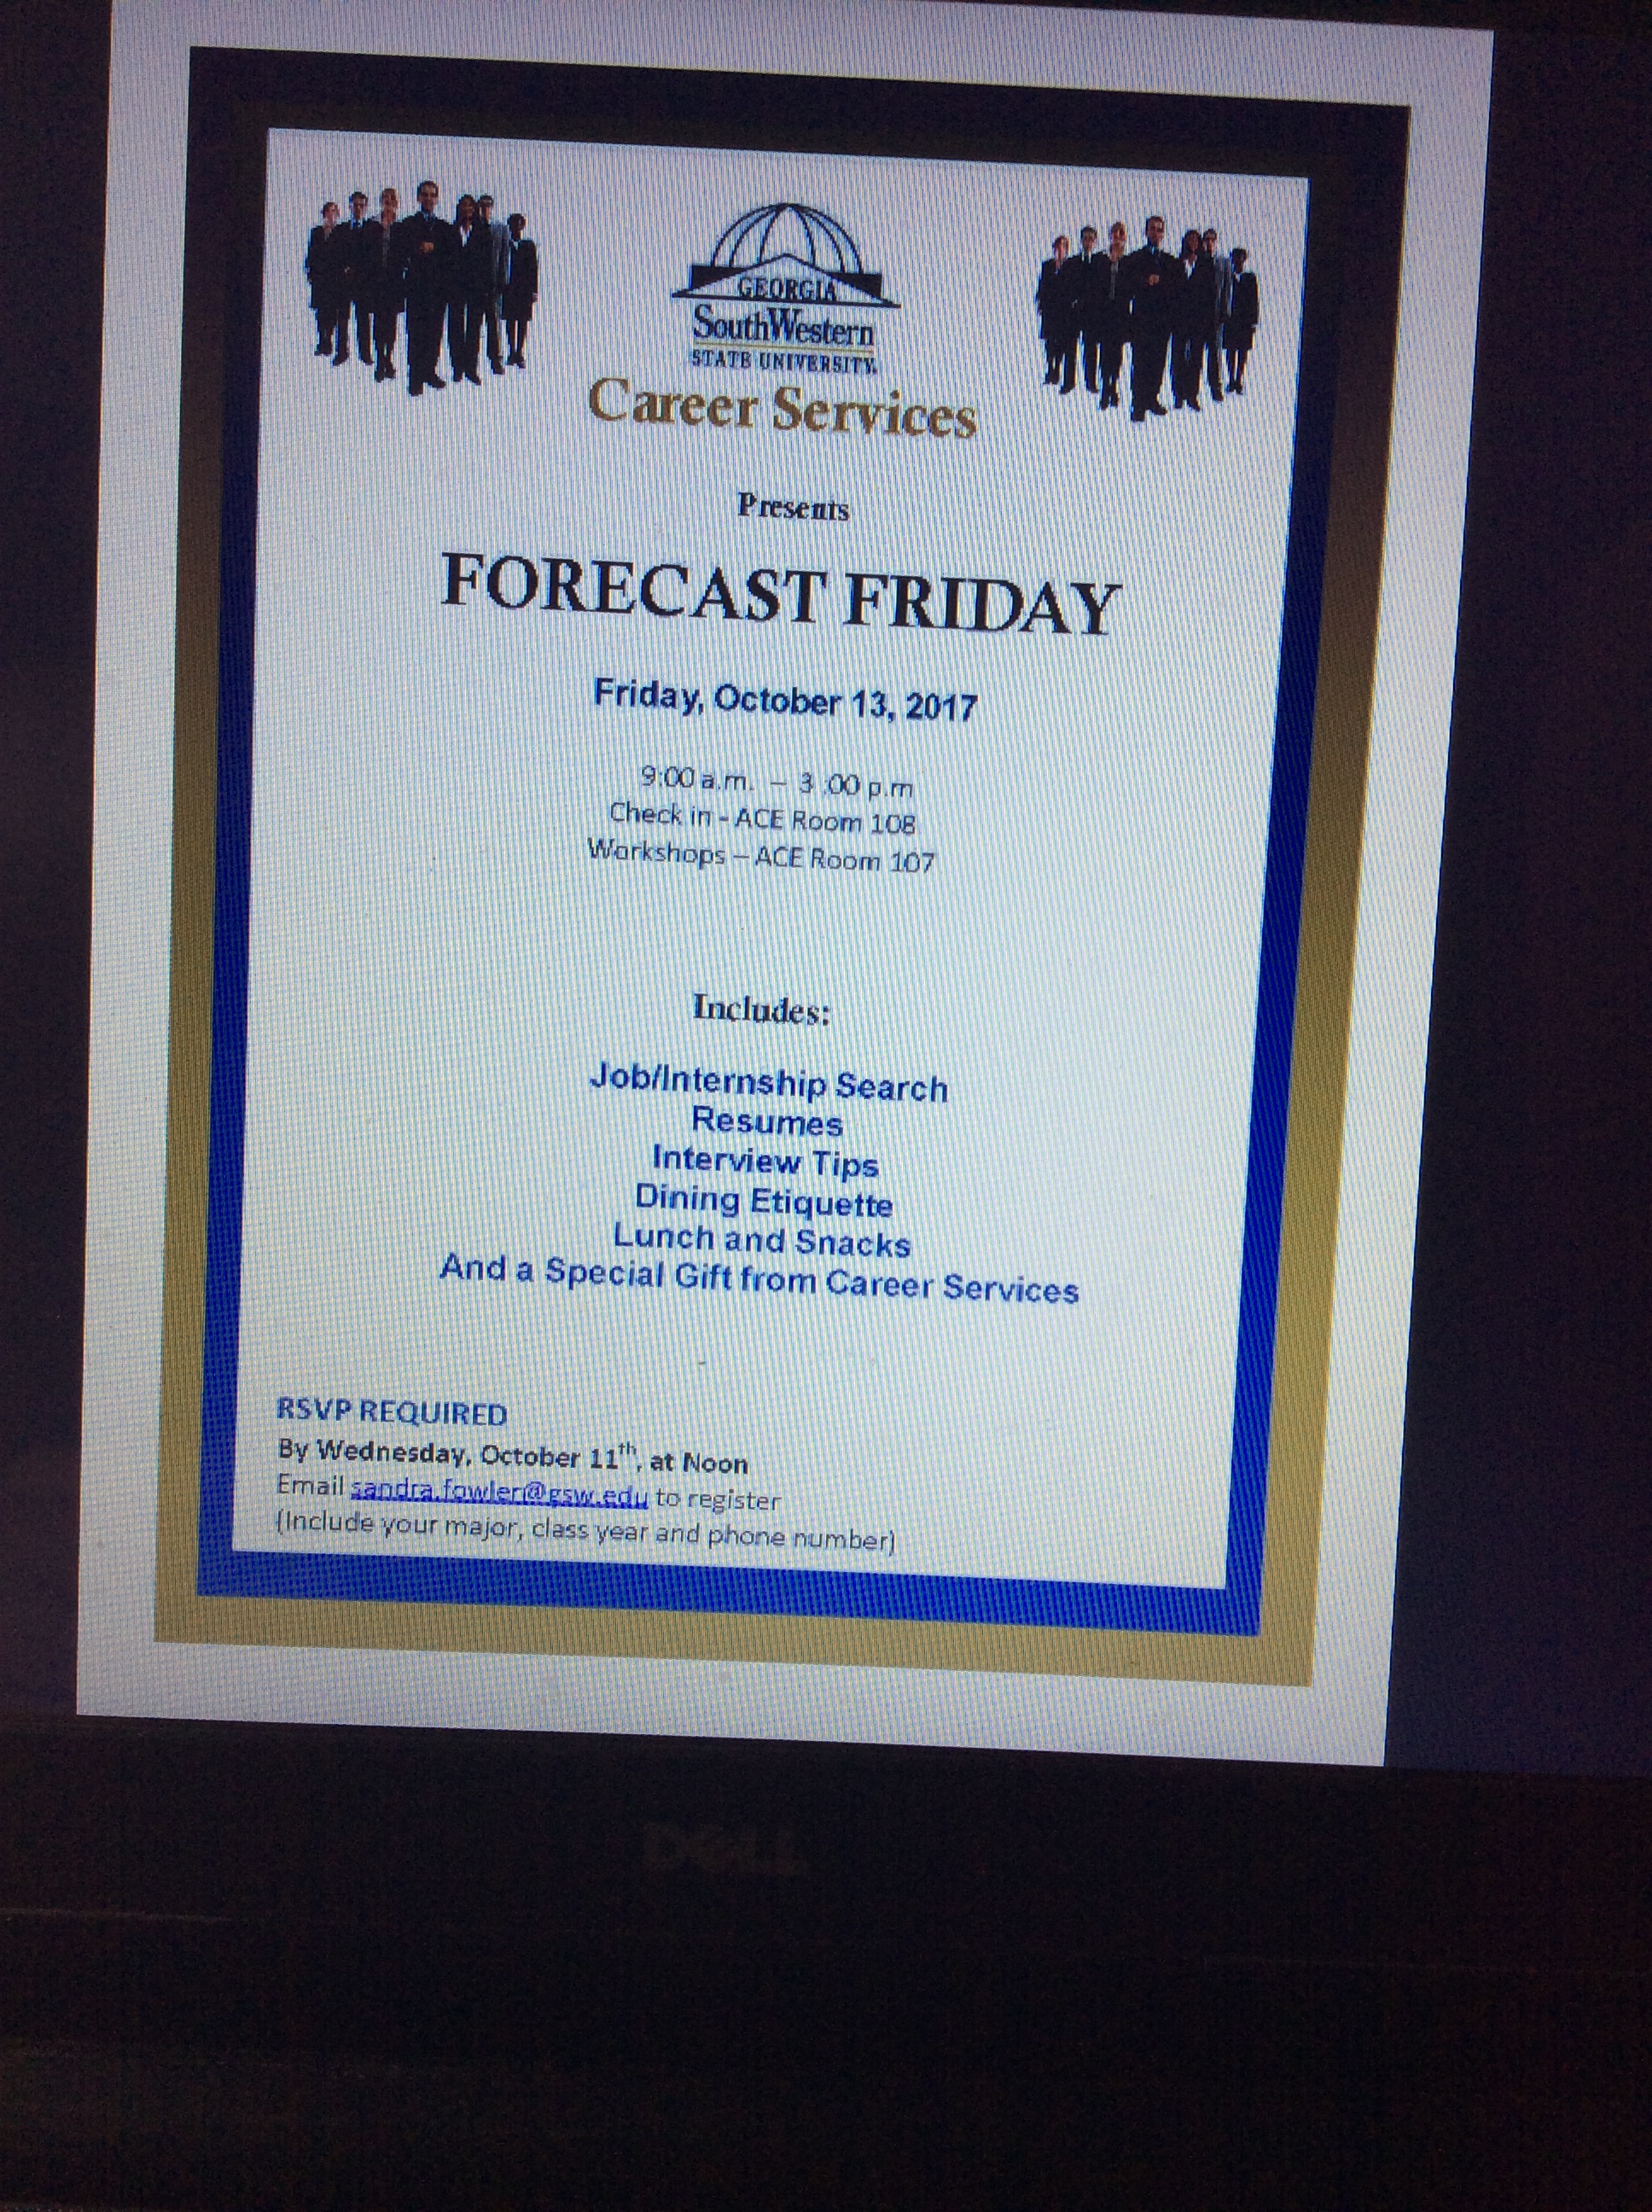 GEORGIA
SouthWestern
STATE UNIVERSITY.
Career Services
Presents
FORECAST FRIDAY
Friday, October 13, 2017
9:00 a.m. – 3 :00 p.m
Check in - ACE Room 108
Workshops – ACE Room 107
Includes:
Job/Internship Search
Resumes
Interview Tips
Dining Etiquette
Lunch and Snacks
And a Special Gift from Career Services
RSVP REQUIRED
By Wednesday, October 11th, at Noon
Email sandra.fowler@gsw.edu to register
(Include your major, class year and phone number)
DELL